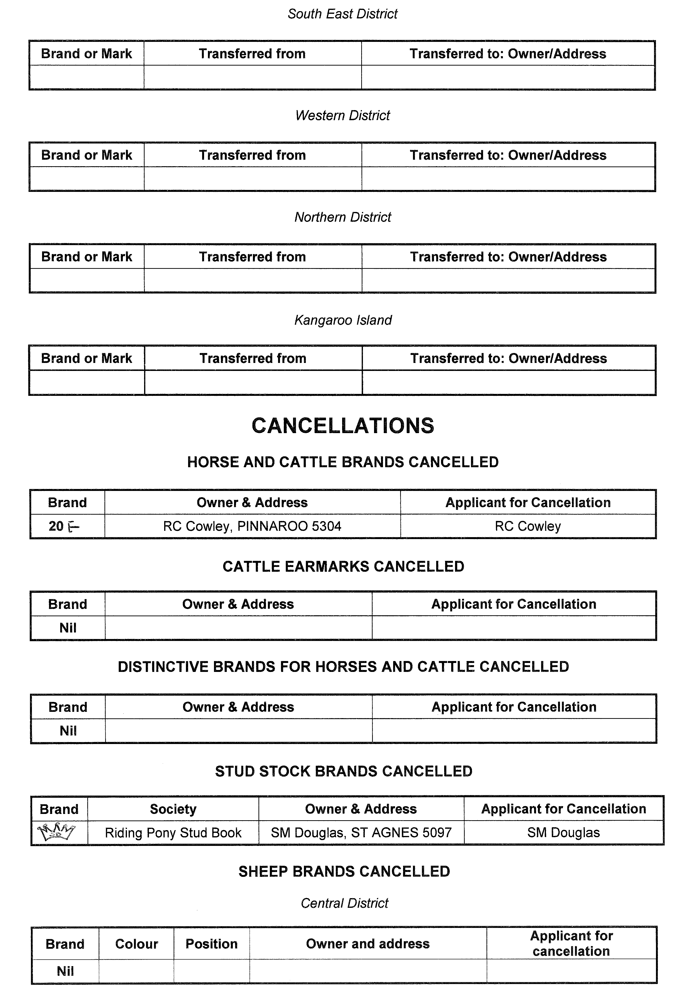 South East District
Brand or Mark Transferred from Transferred to: Owner/Address
Western District
Brand or Mark Transferred from Transferred to: Owner/Address
Northern District
Brand or Mark Transferred from Transferred to: Owner/Address
Kangaroo Island
Brand or Mark Transferred from Transferred to: Owner/Address
CANCELLATIONS
HORSE AND CATTLE BRANDS CANCELLED
Brand Owner & Address Applicant for Cancellation
20 RC Cowley, PINNAROO 5304 RC Cowley
CATTLE EARMARKS CANCELLED
Brand Owner & Address Applicant for Cancellation
Nil
DISTINCTIVE BRANDS FOR HORSES AND CATTLE CANCELLED
Brand Owner & Address Applicant for Cancellation
Nil
STUD STOCK BRANDS CANCELLED
Brand Society Owner & Address Applicant for Cancellation
SD Riding Pony Stud Book SM Douglas, ST AGNES 5097 SM Douglas
SHEEP BRANDS CANCELLED
Central District
Brand Colour Position Owner and address Applicant for
cancellation
Nil